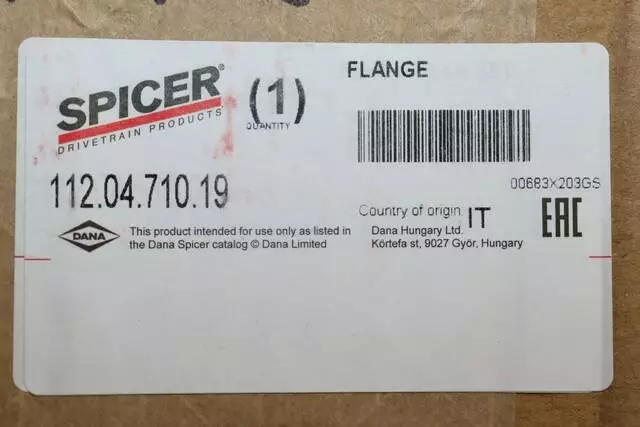 SPICER®
DRIVETRAIN PRODUCTS
(1)
QUANTITY
FLANGE
00683X203GS
112.04.710.19
Country of origin IT
EAC
DANA
This product intended for use only as listed in
the Dana Spicer catalog © Dana Limited
Dana Hungary Ltd.
Körtefa st, 9027 Győr, Hungary